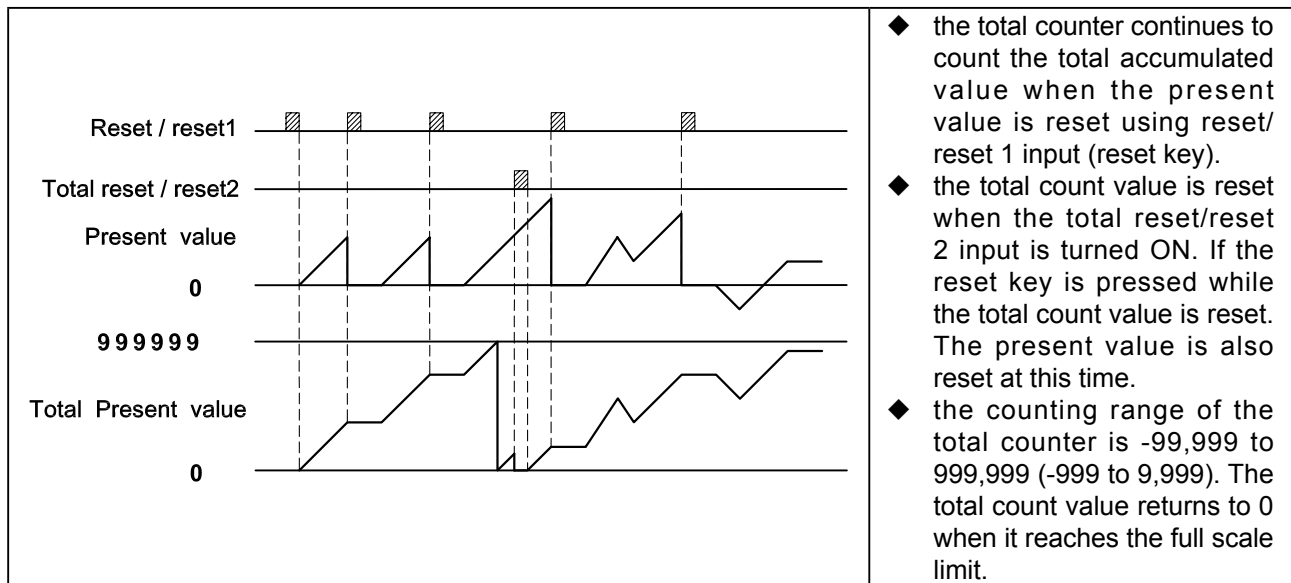 Reset / reset1
Total reset / reset2
Present value
0
999999
Total Present value
0
◆ the total counter continues to
count the total accumulated
value when the present
value is reset using reset/
reset 1 input (reset key).
◆ the total count value is reset
when the total reset/reset
2 input is turned ON. If the
reset key is pressed while
the total count value is reset.
The present value is also
reset at this time.
◆ the counting range of the
total counter is -99,999 to
999,999 (-999 to 9,999). The
total count value returns to 0
when it reaches the full scale
limit.